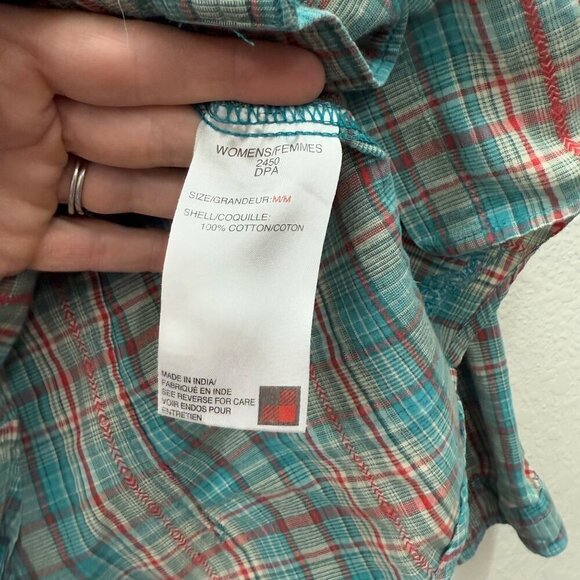 WOMENS/FEMMES
2450
DPA
SIZE/GRANDEUR: M/M
SHELL/COQUILLE:
100% COTTON/COTON
MADE IN INDIA/
FABRIQUÉ EN INDE
SEE REVERSE FOR CARE
VOIR ENDOS POUR
ENTRETIEN